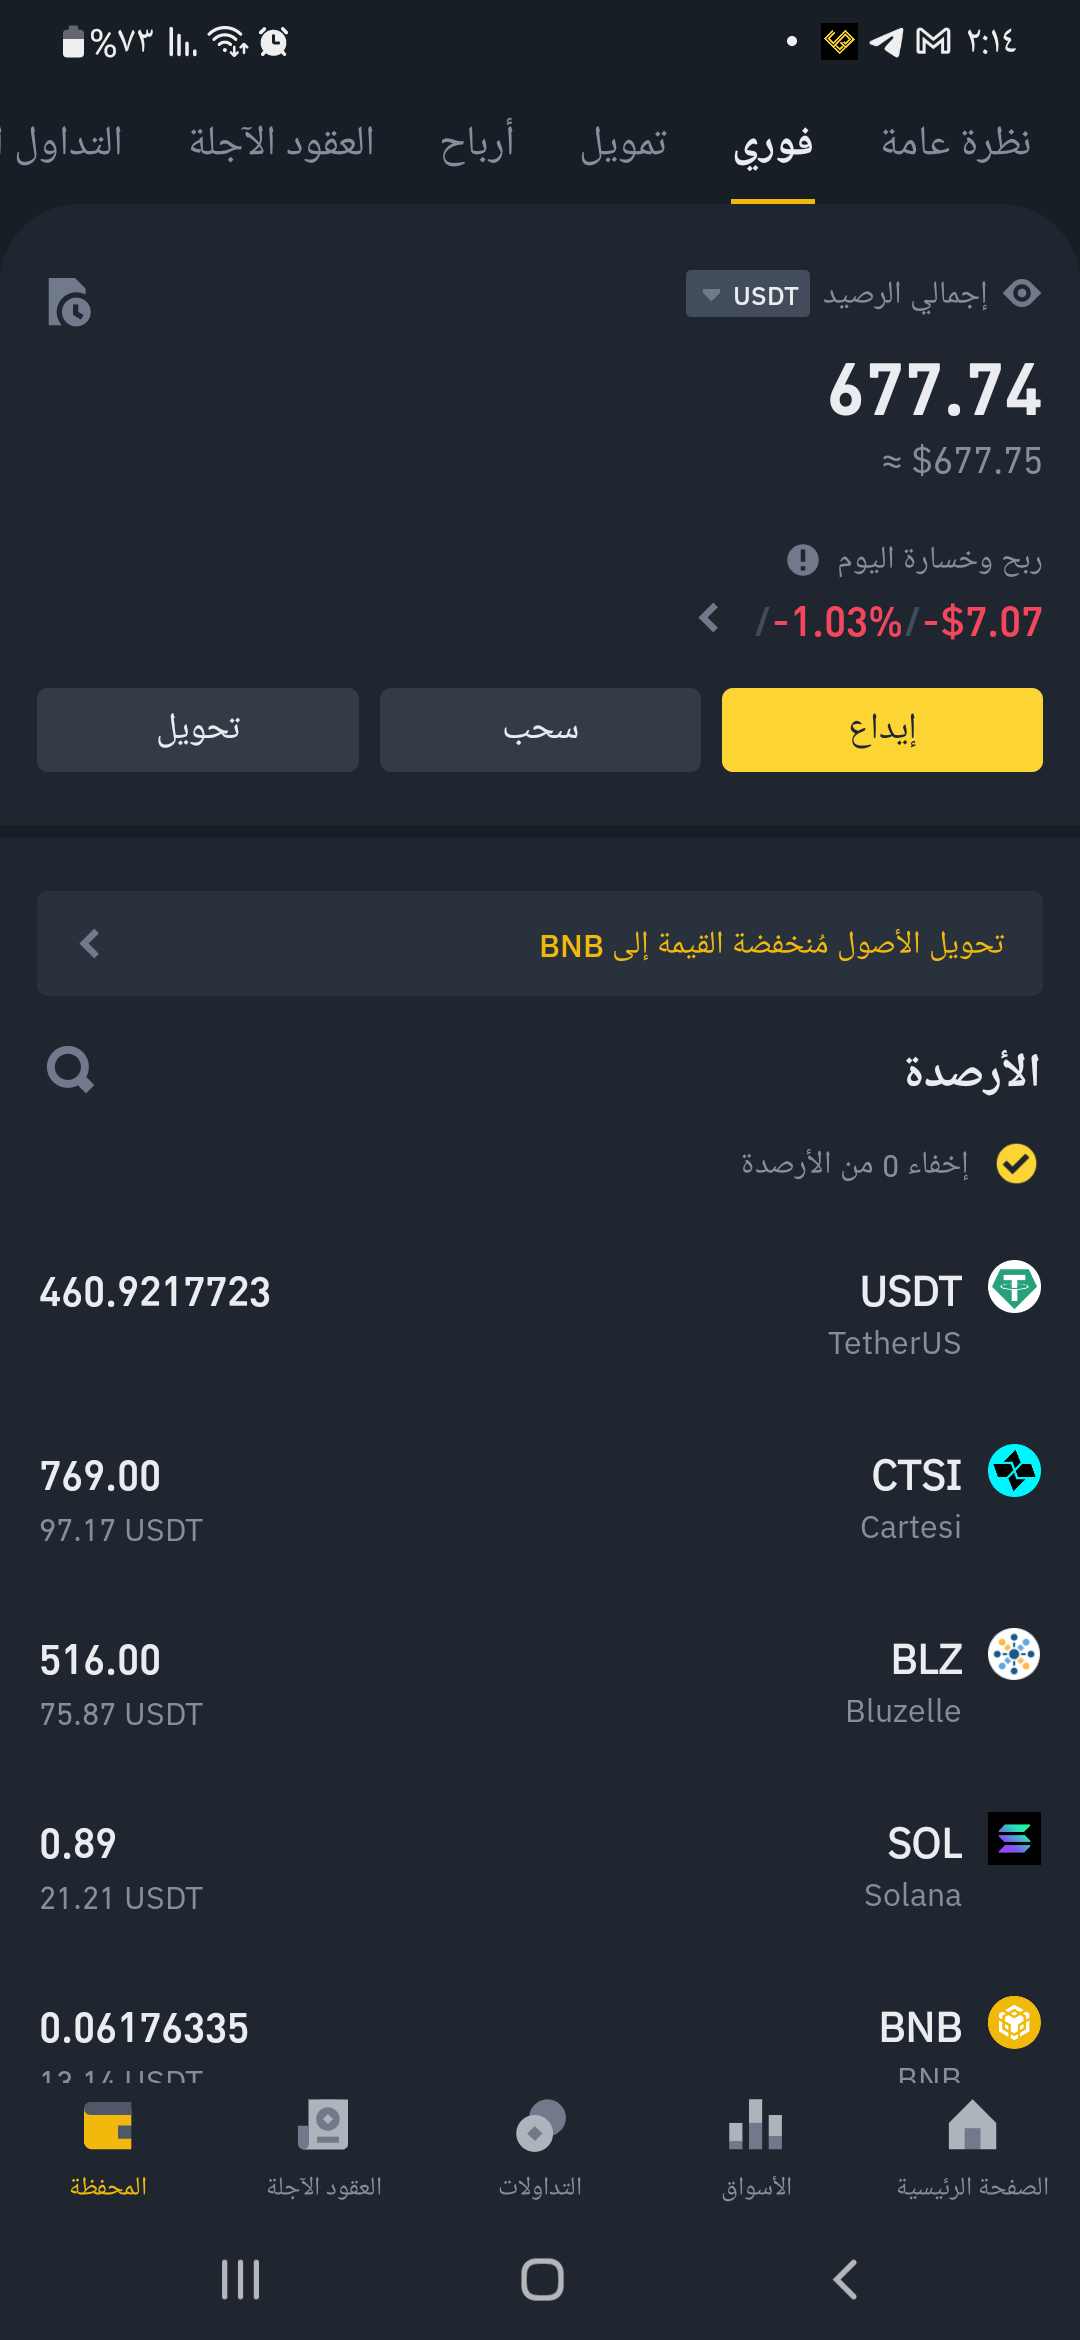 ٢:١٤
%٧٣
نظرة عامة
فوري
تمويل
أرباح
العقود الآجلة
التداول
إجمالي الرصيد USDT
677.74
≈ $677.75
ربح وخسارة اليوم
-$7.07/-1.03%/
إيداع
سحب
تحويل
تحويل الأصول مُنخفضة القيمة إلى BNB
الأرصدة
إخفاء 0 من الأرصدة
USDT 460.9217723
TetherUS
CTSI 769.00
Cartesi 97.17 USDT
BLZ 516.00
Bluzelle 75.87 USDT
SOL 0.89
Solana 21.21 USDT
BNB 0.06176335
BNB 13.14 USDT
الصفحة الرئيسية
الأسواق
التداولات
العقود الآجلة
المحفظة